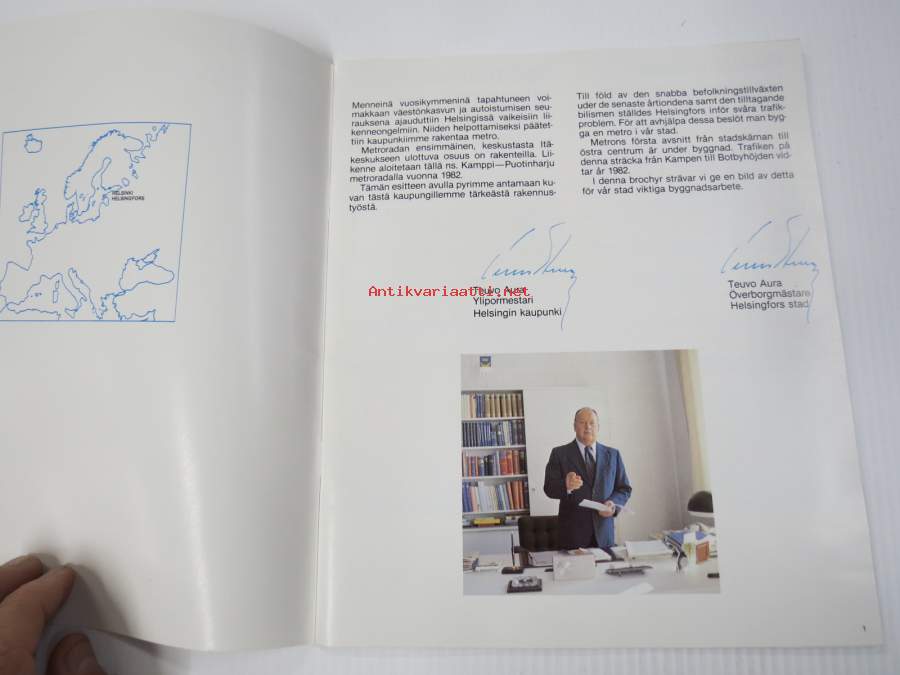 HELSINKI
HELSINGFORS
Menneinä vuosikymmeninä tapahtuneen voi-
makkaan väestönkasvun ja autoistumisen seu-
rauksena ajauduttiin Helsingissä vaikeisiin lii-
kenneongelmiin. Niiden helpottamiseksi päätet-
tiin kaupunkiimme rakentaa metro.
Metroradan ensimmäinen, keskustasta Itä-
keskukseen ulottuva osuus on rakenteilla. Lii-
kenne aloitetaan tällä ns. Kamppi—Puotinharju
metroradalla vuonna 1982.
Tämän esitteen avulla pyrimme antamaan ku-
van tästä kaupungillemme tärkeästä rakennus-
työstä.
Teuvo Aura
Ylipormestari
Helsingin kaupunki
Till föld av den snabba befolkningstillväxten
uder de senaste årtiondena samt den tilltagande
bilismen ställdes Helsingfors inför svåra trafik-
problem. För att avhjälpa dessa beslöt man byg-
ga en metro i vår stad.
Metrons första avsnitt från stadskärnan till
östra centrum är under byggnad. Trafiken på
denna sträcka från Kampen till Botbyhöjden vid-
tar år 1982.
I denna brochyr strävar vi ge en bild av detta
för vår stad viktiga byggnadsarbete.
Teuvo Aura
Överborgmästare
Helsingfors stad
Antikvariaatti.net
1